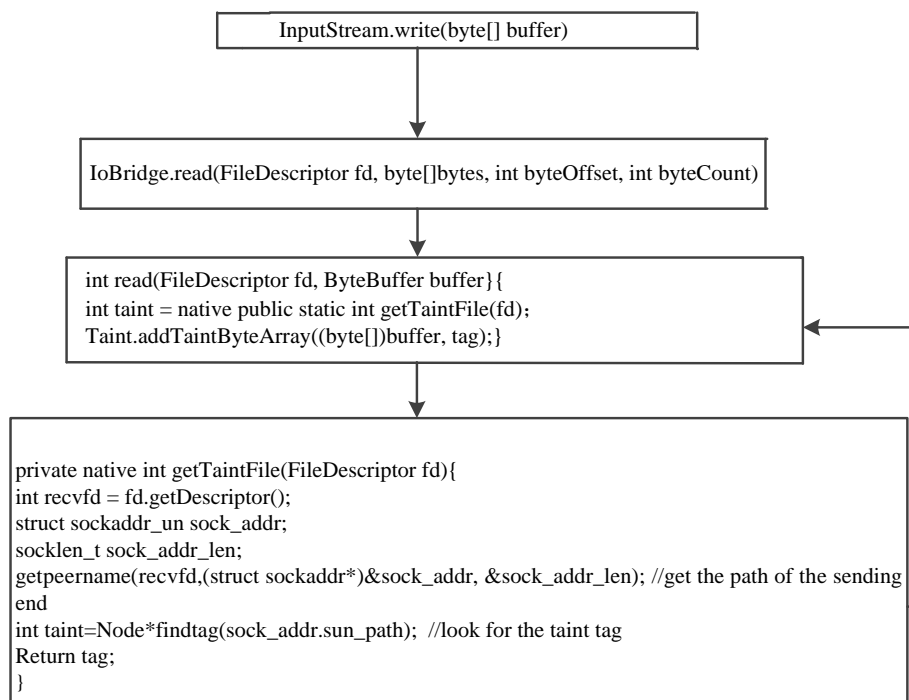 InputStream.write(byte[] buffer)
IoBridge.read(FileDescriptor fd, byte[]bytes, int byteOffset, int byteCount)
int read(FileDescriptor fd, ByteBuffer buffer}{
int taint = native public static int getTaintFile(fd);
Taint.addTaintByteArray((byte[])buffer, tag);}
private native int getTaintFile(FileDescriptor fd){
int recvfd = fd.getDescriptor();
struct sockaddr_un sock_addr;
socklen_t sock_addr_len;
getpeername(recvfd,(struct sockaddr*)&sock_addr, &sock_addr_len); //get the path of the sending
end
int taint=Node*findtag(sock_addr.sun_path);  //look for the taint tag
Return tag;
}